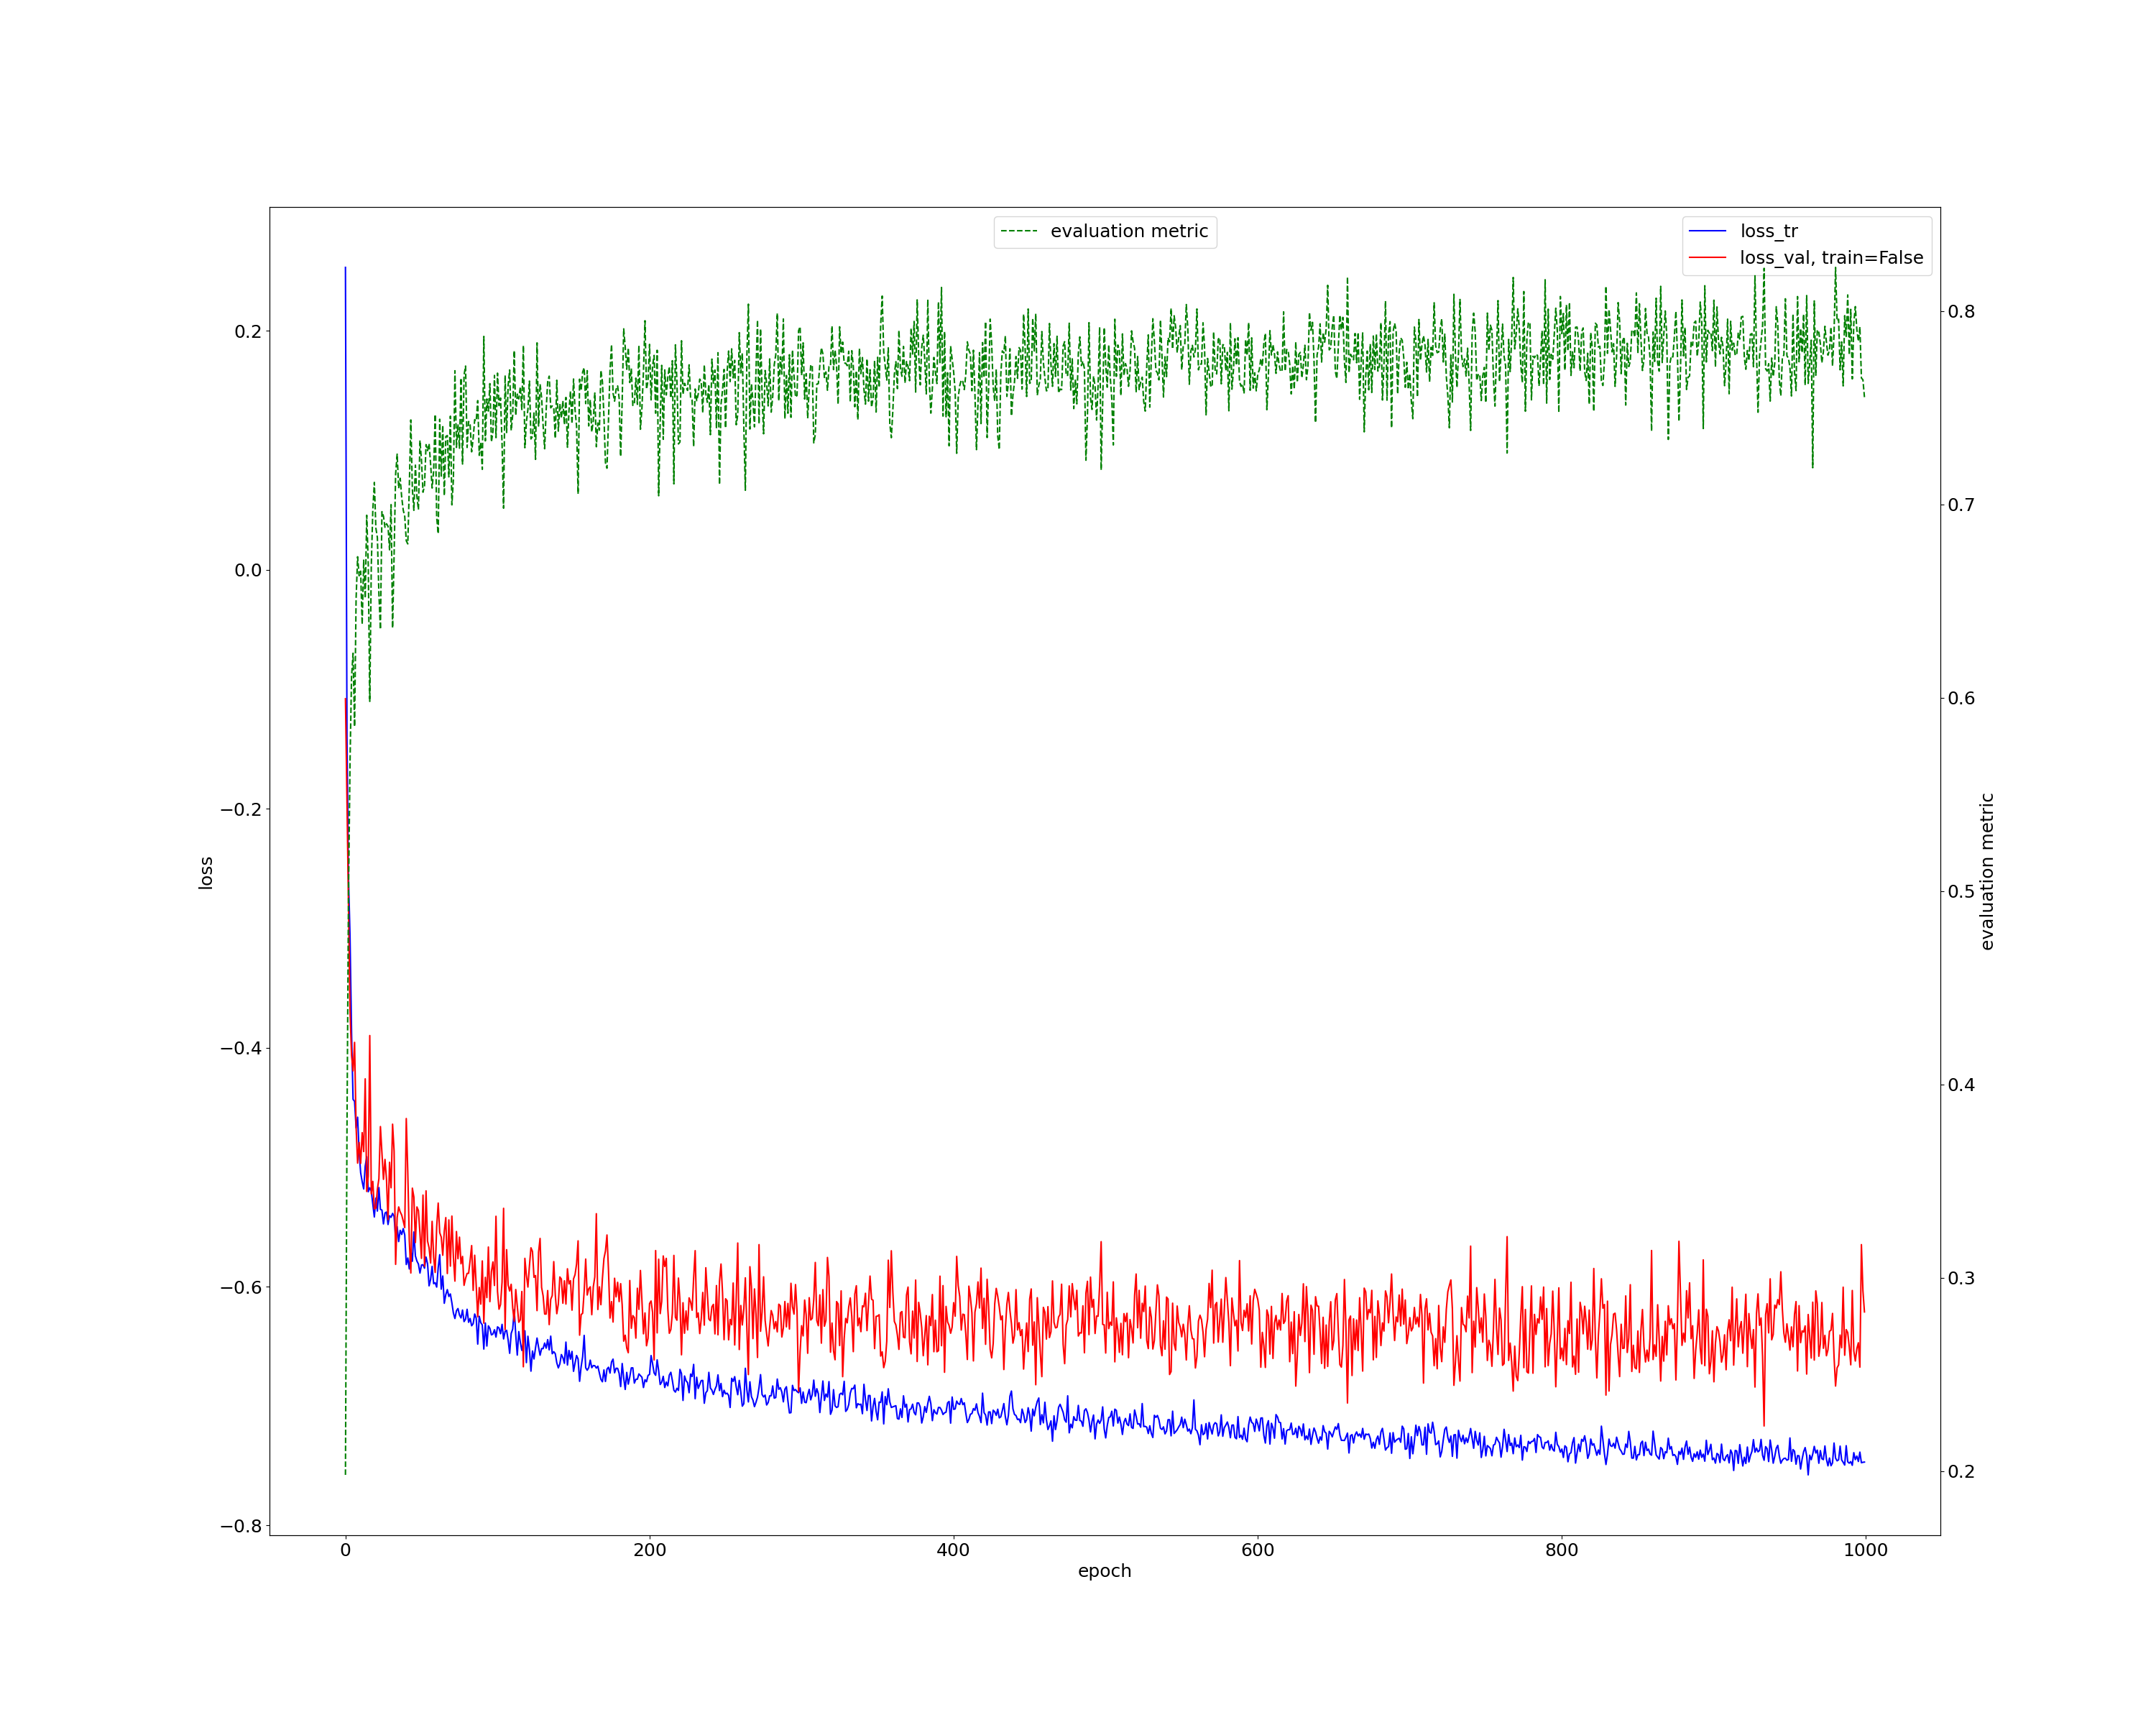 evaluation metric
loss_tr
loss_val, train=False
0.2
0.0
−0.2
−0.4
−0.6
−0.8
loss
0.8
0.7
0.6
0.5
0.4
0.3
0.2
evaluation metric
0 200 400 600 800 1000
epoch